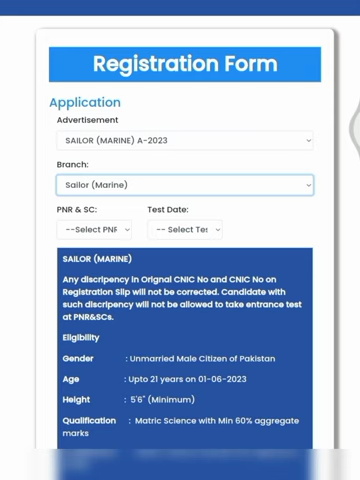 Registration Form
Application
Advertisement
SAILOR (MARINE) A-2023
Branch:
Sailor (Marine)
PNR & SC: Test Date:
--Select PNR -- Select Tes
SAILOR (MARINE)
Any discripency in Orignal CNIC No and CNIC No on
Registration Slip will not be corrected. Candidate with
such discripency will not be allowed to take entrance test
at PNR&SCs.
Eligibility
Gender : Unmarried Male Citizen of Pakistan
Age : Upto 21 years on 01-06-2023
Height : 5'6" (Minimum)
Qualification : Matric Science with Min 60% aggregate
marks